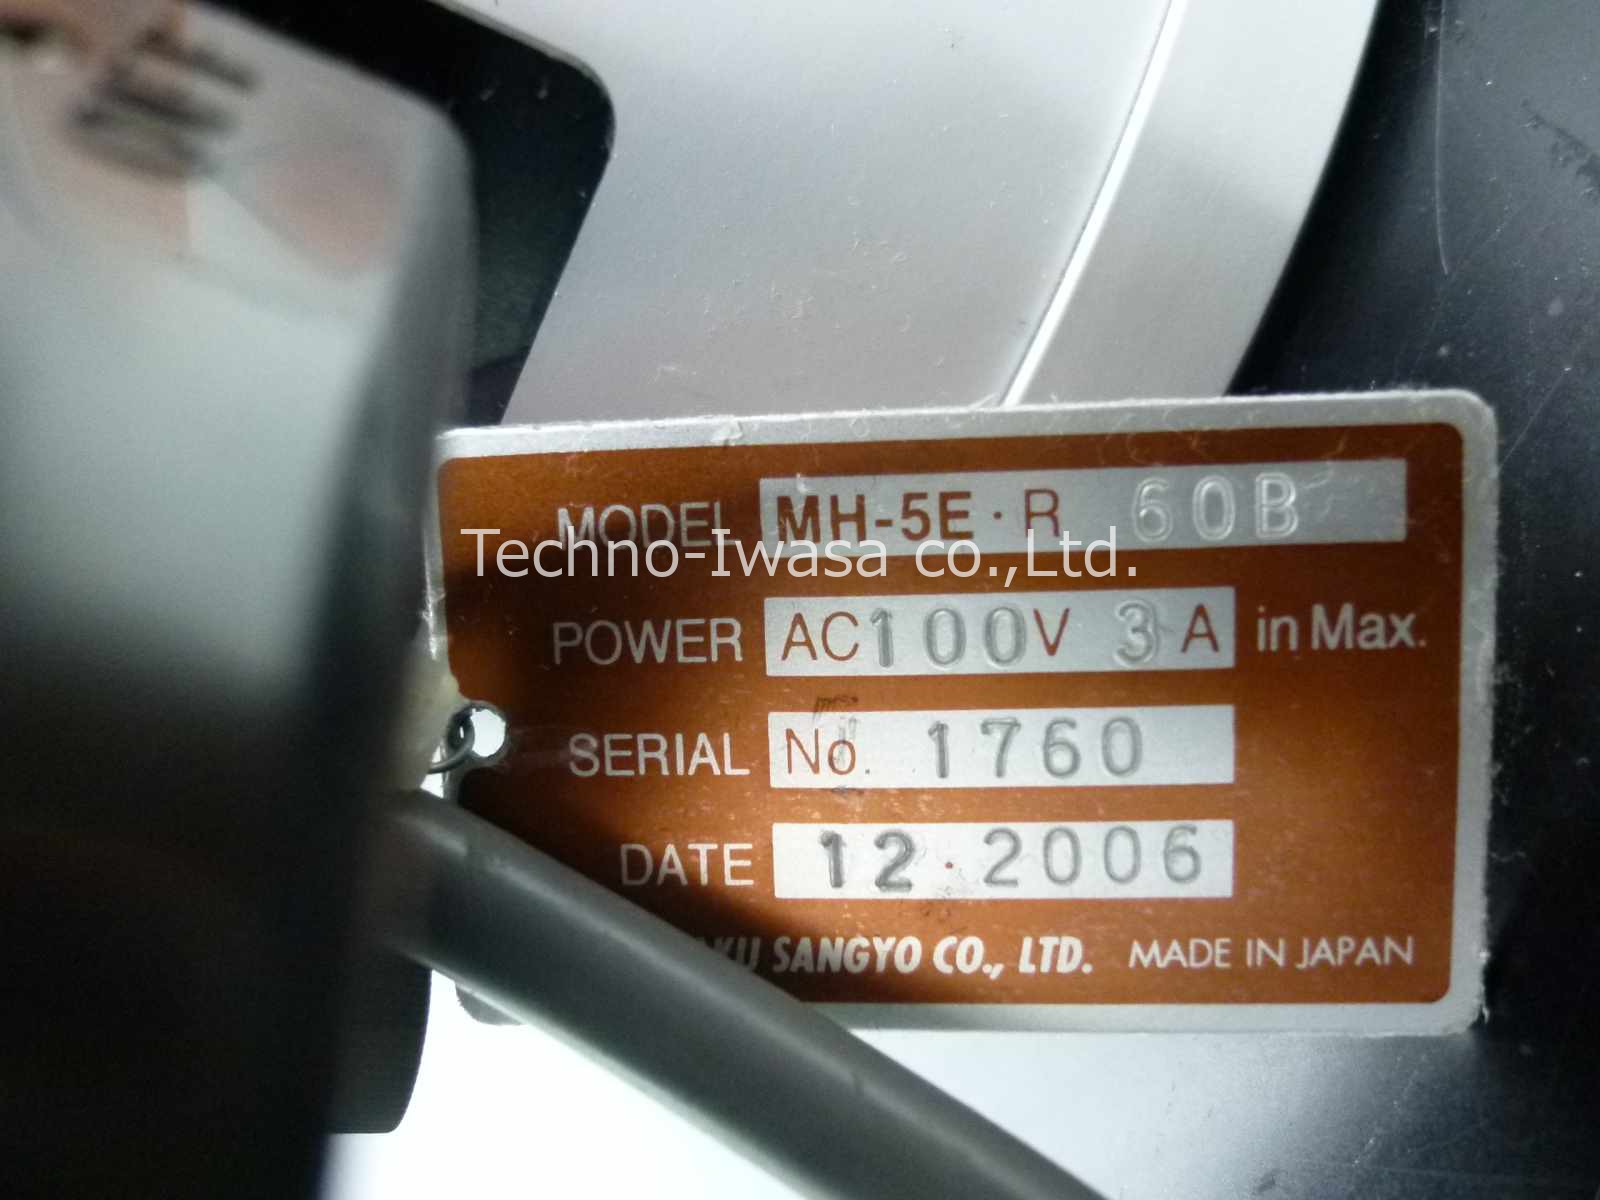 MODEL MH-5E·R 60B
Techno-Iwasa co.,Ltd.
POWER AC100V 3A in Max.
SERIAL No. 1760
DATE 12·2006
SANGYO CO., LTD. MADE IN JAPAN